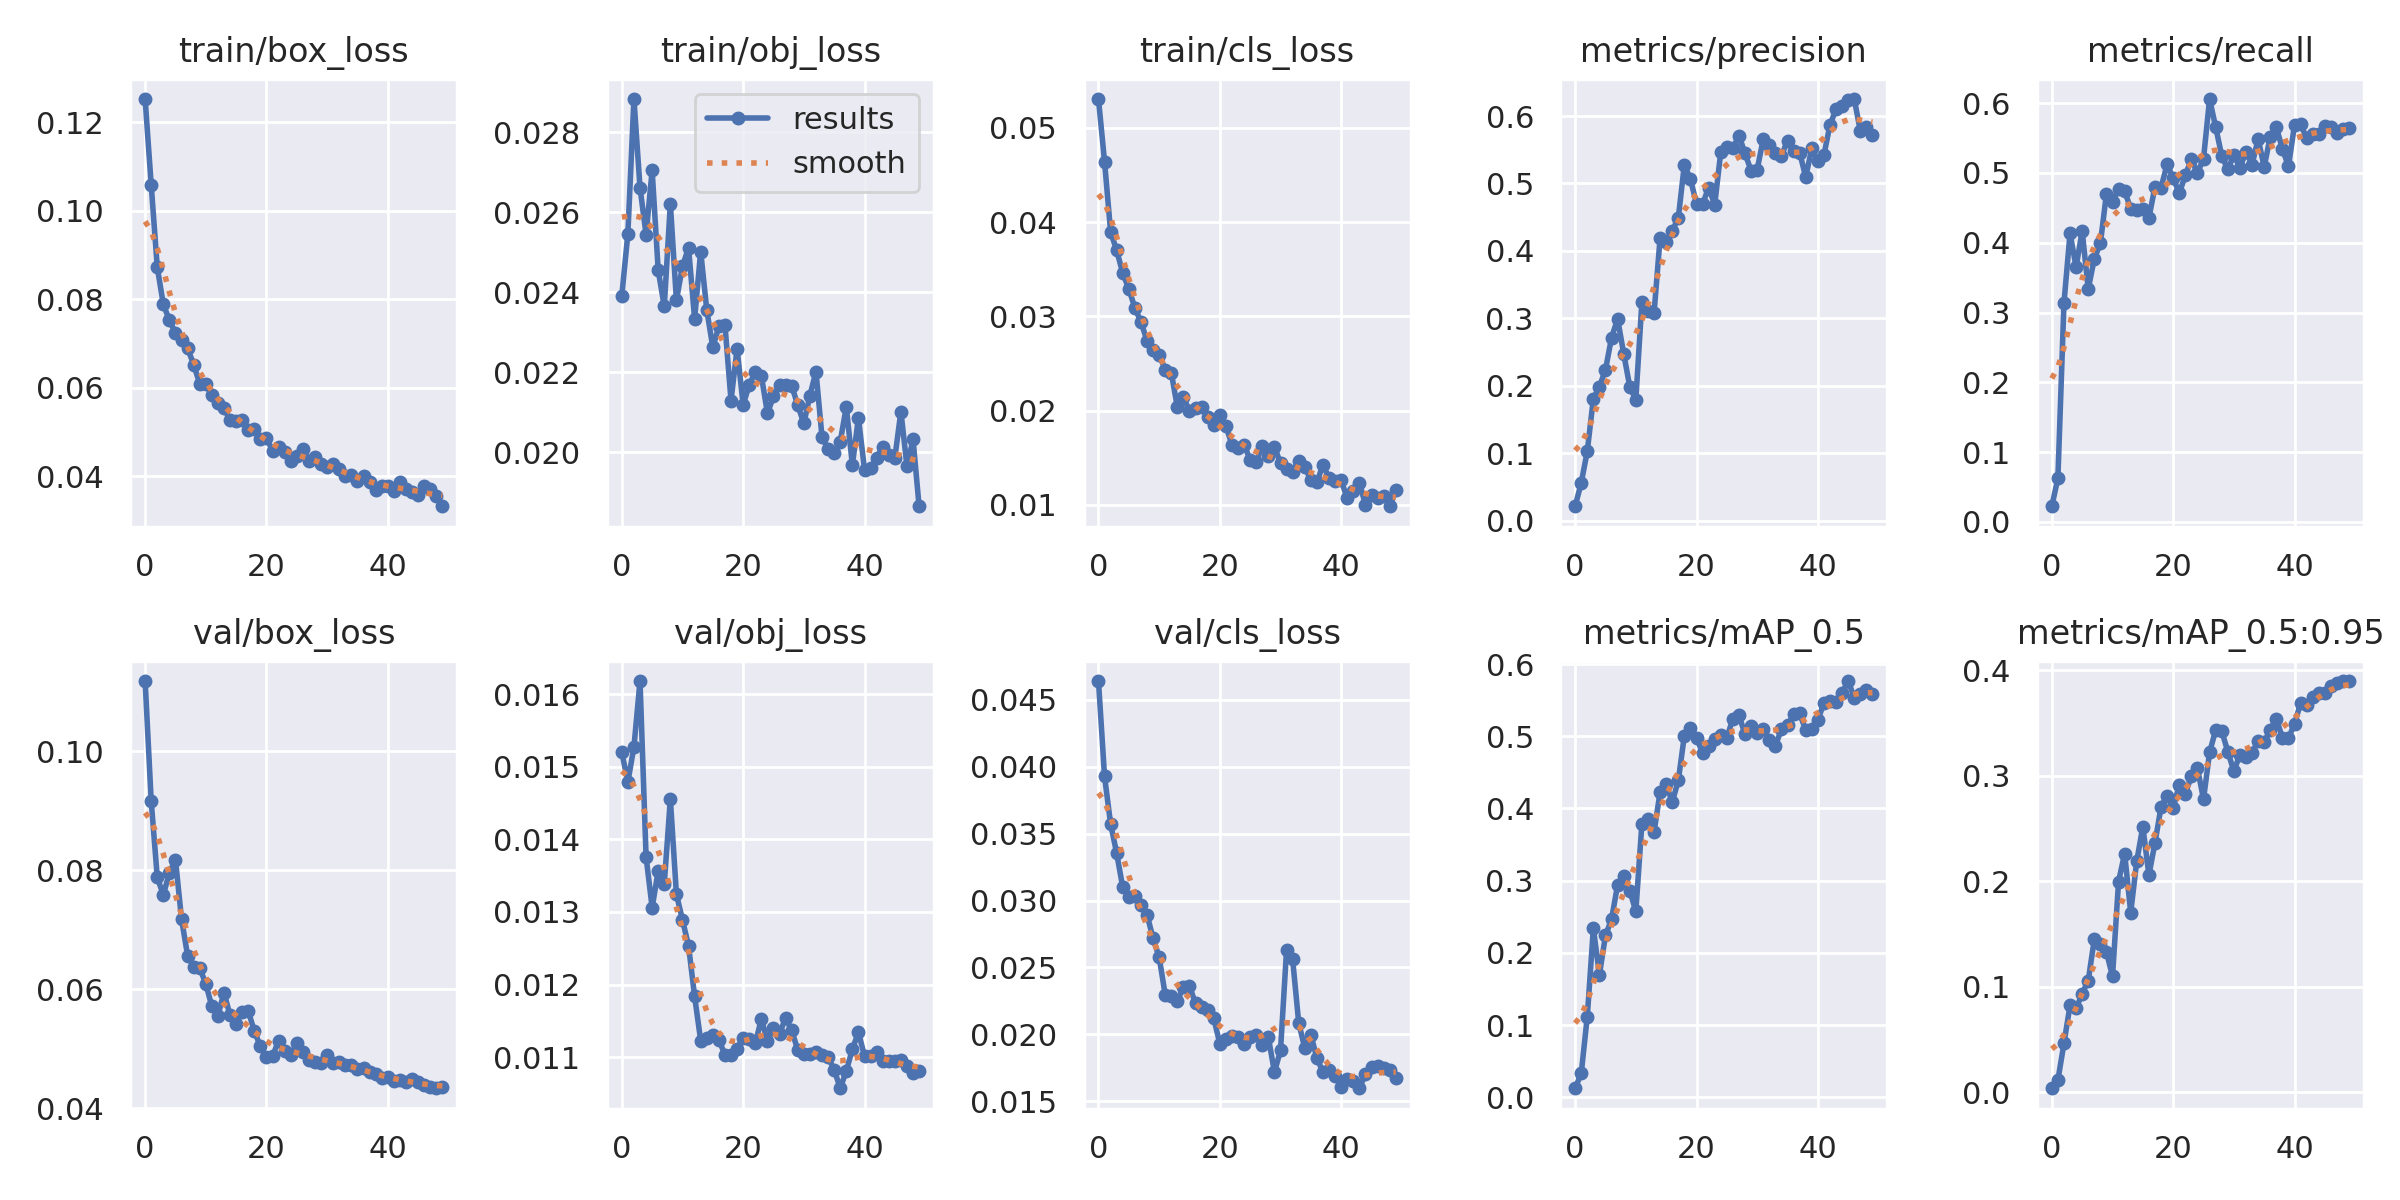 train/box_loss
0.12
0.10
0.08
0.06
0.04
0 20 40
train/obj_loss
results
smooth
0.028
0.026
0.024
0.022
0.020
0 20 40
train/cls_loss
0.05
0.04
0.03
0.02
0.01
0 20 40
metrics/precision
0.6
0.5
0.4
0.3
0.2
0.1
0.0
0 20 40
metrics/recall
0.6
0.5
0.4
0.3
0.2
0.1
0.0
0 20 40
val/box_loss
0.10
0.08
0.06
0.04
0 20 40
val/obj_loss
0.016
0.015
0.014
0.013
0.012
0.011
0 20 40
val/cls_loss
0.045
0.040
0.035
0.030
0.025
0.020
0.015
0 20 40
metrics/mAP_0.5
0.6
0.5
0.4
0.3
0.2
0.1
0.0
0 20 40
metrics/mAP_0.5:0.95
0.4
0.3
0.2
0.1
0.0
0 20 40